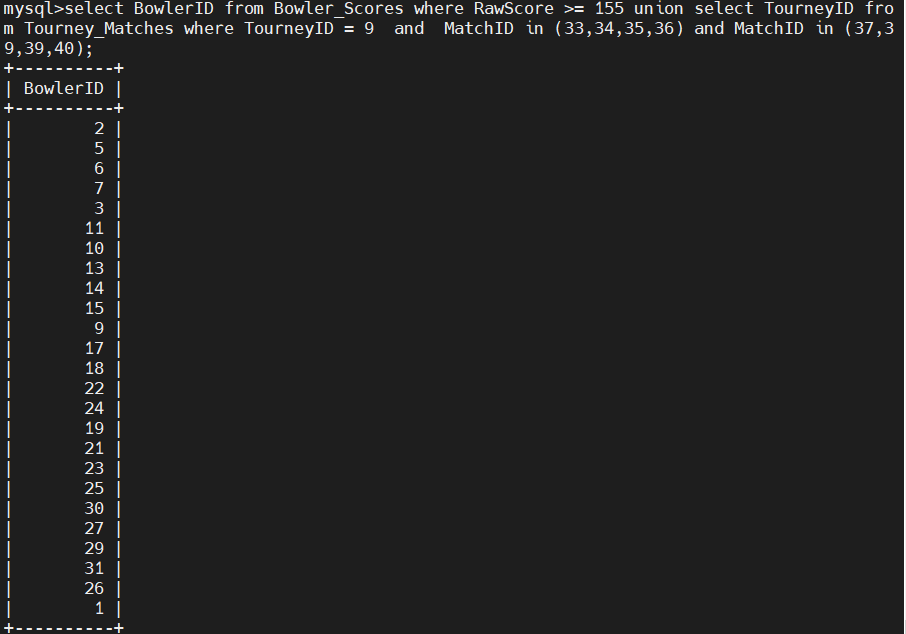 mysql>select BowlerID from Bowler_Scores where RawScore >= 155 union select TourneyID fro
m Tourney_Matches where TourneyID = 9  and  MatchID in (33,34,35,36) and MatchID in (37,3
9,39,40);
+----------+
| BowlerID |
+----------+
|        2 |
|        5 |
|        6 |
|        7 |
|        3 |
|       11 |
|       10 |
|       13 |
|       14 |
|       15 |
|        9 |
|       17 |
|       18 |
|       22 |
|       24 |
|       19 |
|       21 |
|       23 |
|       25 |
|       30 |
|       27 |
|       29 |
|       31 |
|       26 |
|        1 |
+----------+